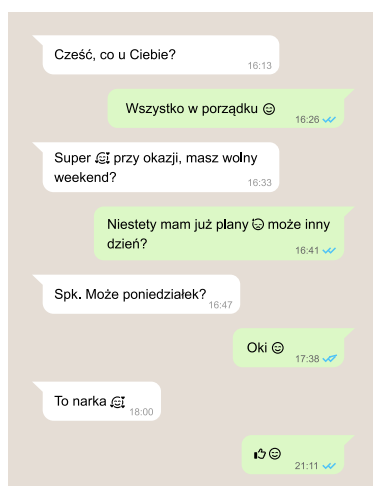 Cześć, co u Ciebie?
16:13
Wszystko w porządku 😊
16:26
Super 🥰 przy okazji, masz wolny
weekend?
16:33
Niestety mam już plany 😔 może inny
dzień?
16:41
Spk. Może poniedziałek?
16:47
Oki 😊
17:38
To narka 🥰
18:00
👍😊
21:11